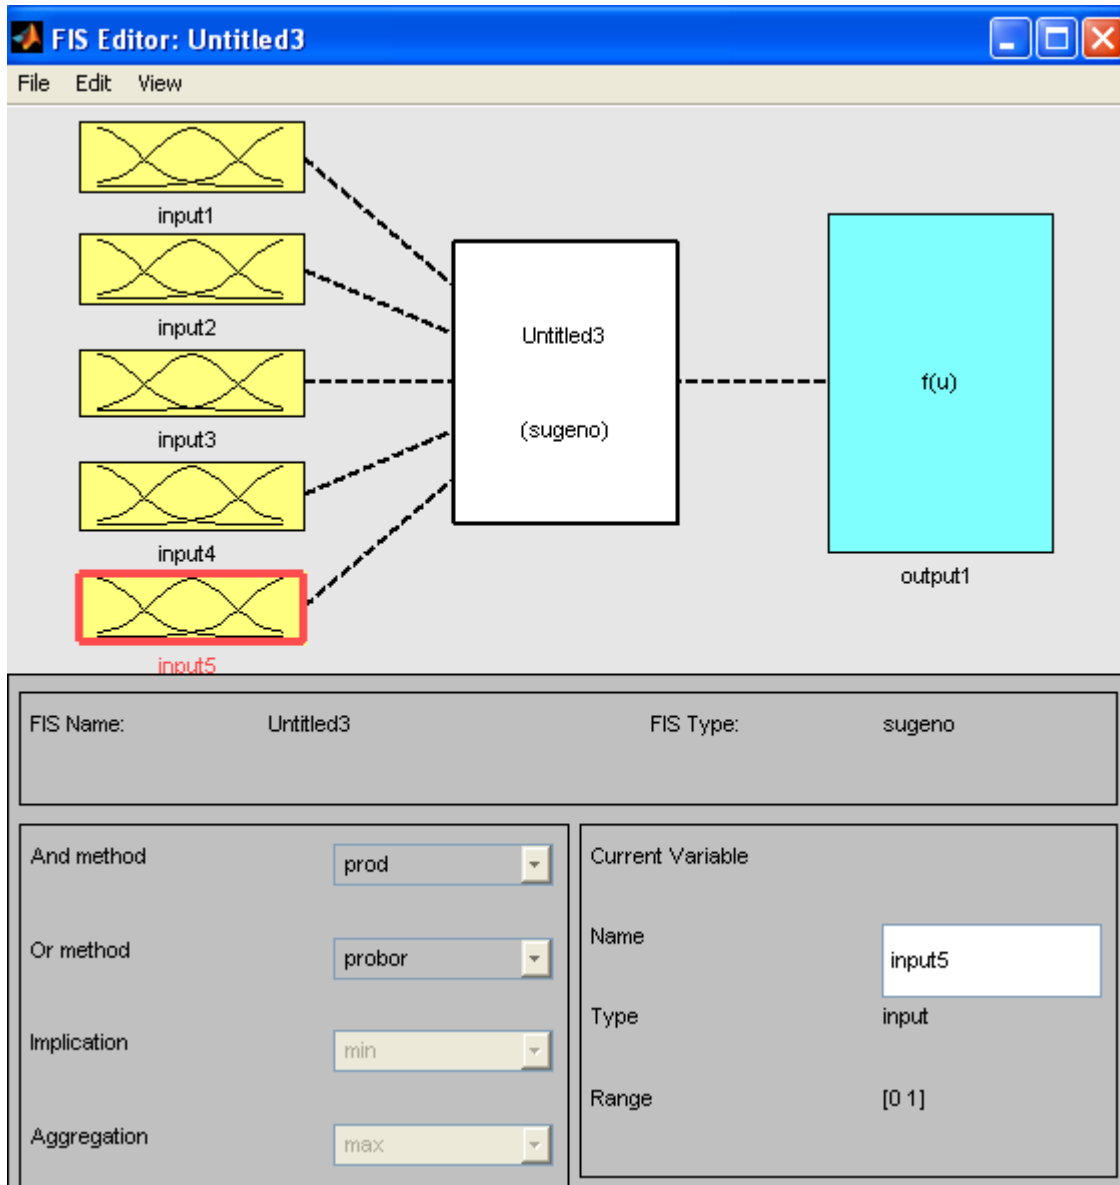 FIS Editor: Untitled3
File Edit View
input1
input2
input3
input4
input5
Untitled3
(sugeno)
f(u)
output1
FIS Name: Untitled3 FIS Type: sugeno
And method prod
Or method probor
Implication min
Aggregation max
Current Variable
Name input5
Type input
Range [0 1]